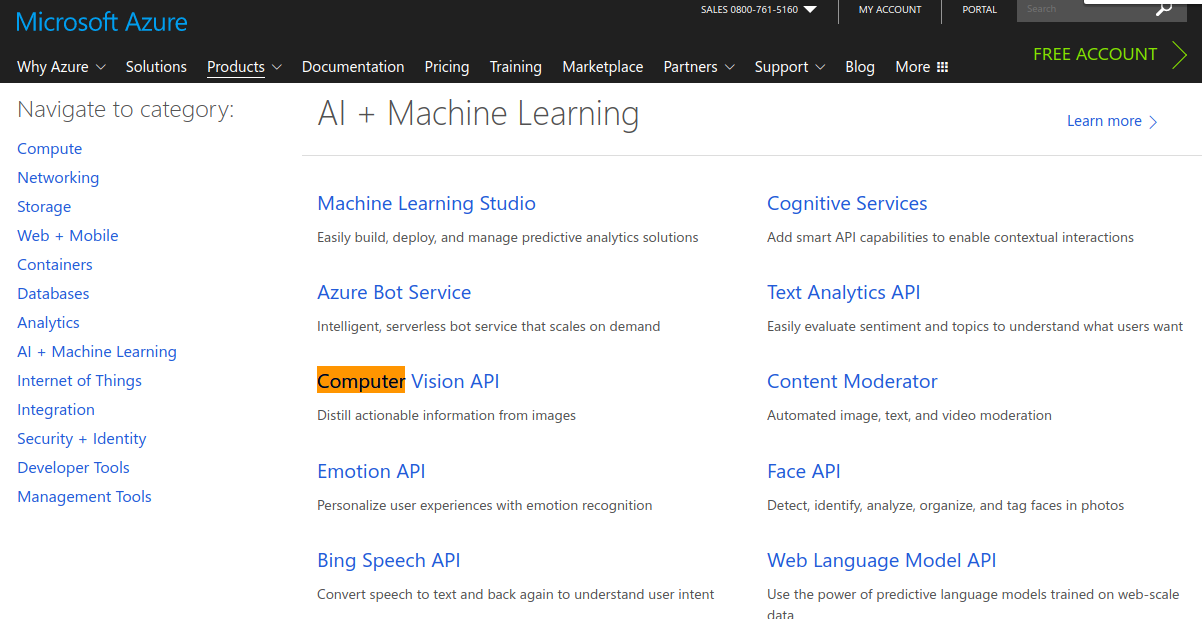 SALES 0800-761-5160 MY ACCOUNT PORTAL Search
Microsoft Azure
FREE ACCOUNT
Why Azure Solutions Products Documentation Pricing Training Marketplace Partners Support Blog More
Navigate to category:
Compute
Networking
Storage
Web + Mobile
Containers
Databases
Analytics
AI + Machine Learning
Internet of Things
Integration
Security + Identity
Developer Tools
Management Tools
AI + Machine Learning
Learn more
Machine Learning Studio
Easily build, deploy, and manage predictive analytics solutions
Cognitive Services
Add smart API capabilities to enable contextual interactions
Azure Bot Service
Intelligent, serverless bot service that scales on demand
Text Analytics API
Easily evaluate sentiment and topics to understand what users want
Computer Vision API
Distill actionable information from images
Content Moderator
Automated image, text, and video moderation
Emotion API
Personalize user experiences with emotion recognition
Face API
Detect, identify, analyze, organize, and tag faces in photos
Bing Speech API
Convert speech to text and back again to understand user intent
Web Language Model API
Use the power of predictive language models trained on web-scale
data